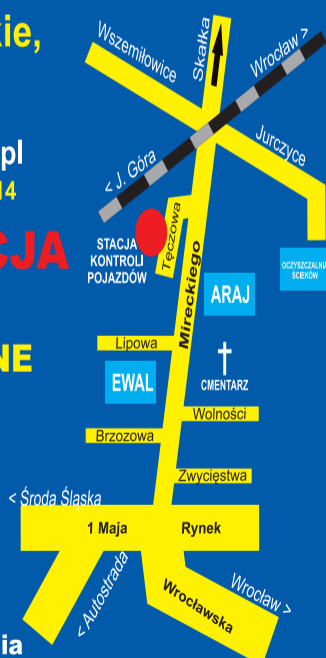 kie,
Wszemiłowice
Skałka
Wrocław >
pl
14
< J. Góra
Jurczyce
CJA
STACJA
KONTROLI
POJAZDÓW
Tęczowa
Mireckiego
OCZYSZCZALNIA
ŚCIEKÓW
ARAJ
NE
Lipowa
EWAL
CMENTARZ
Wolności
Brzozowa
Zwycięstwa
< Środa Śląska
1 Maja
Rynek
< Autostrada
Wrocławska
Wrocław >
ia